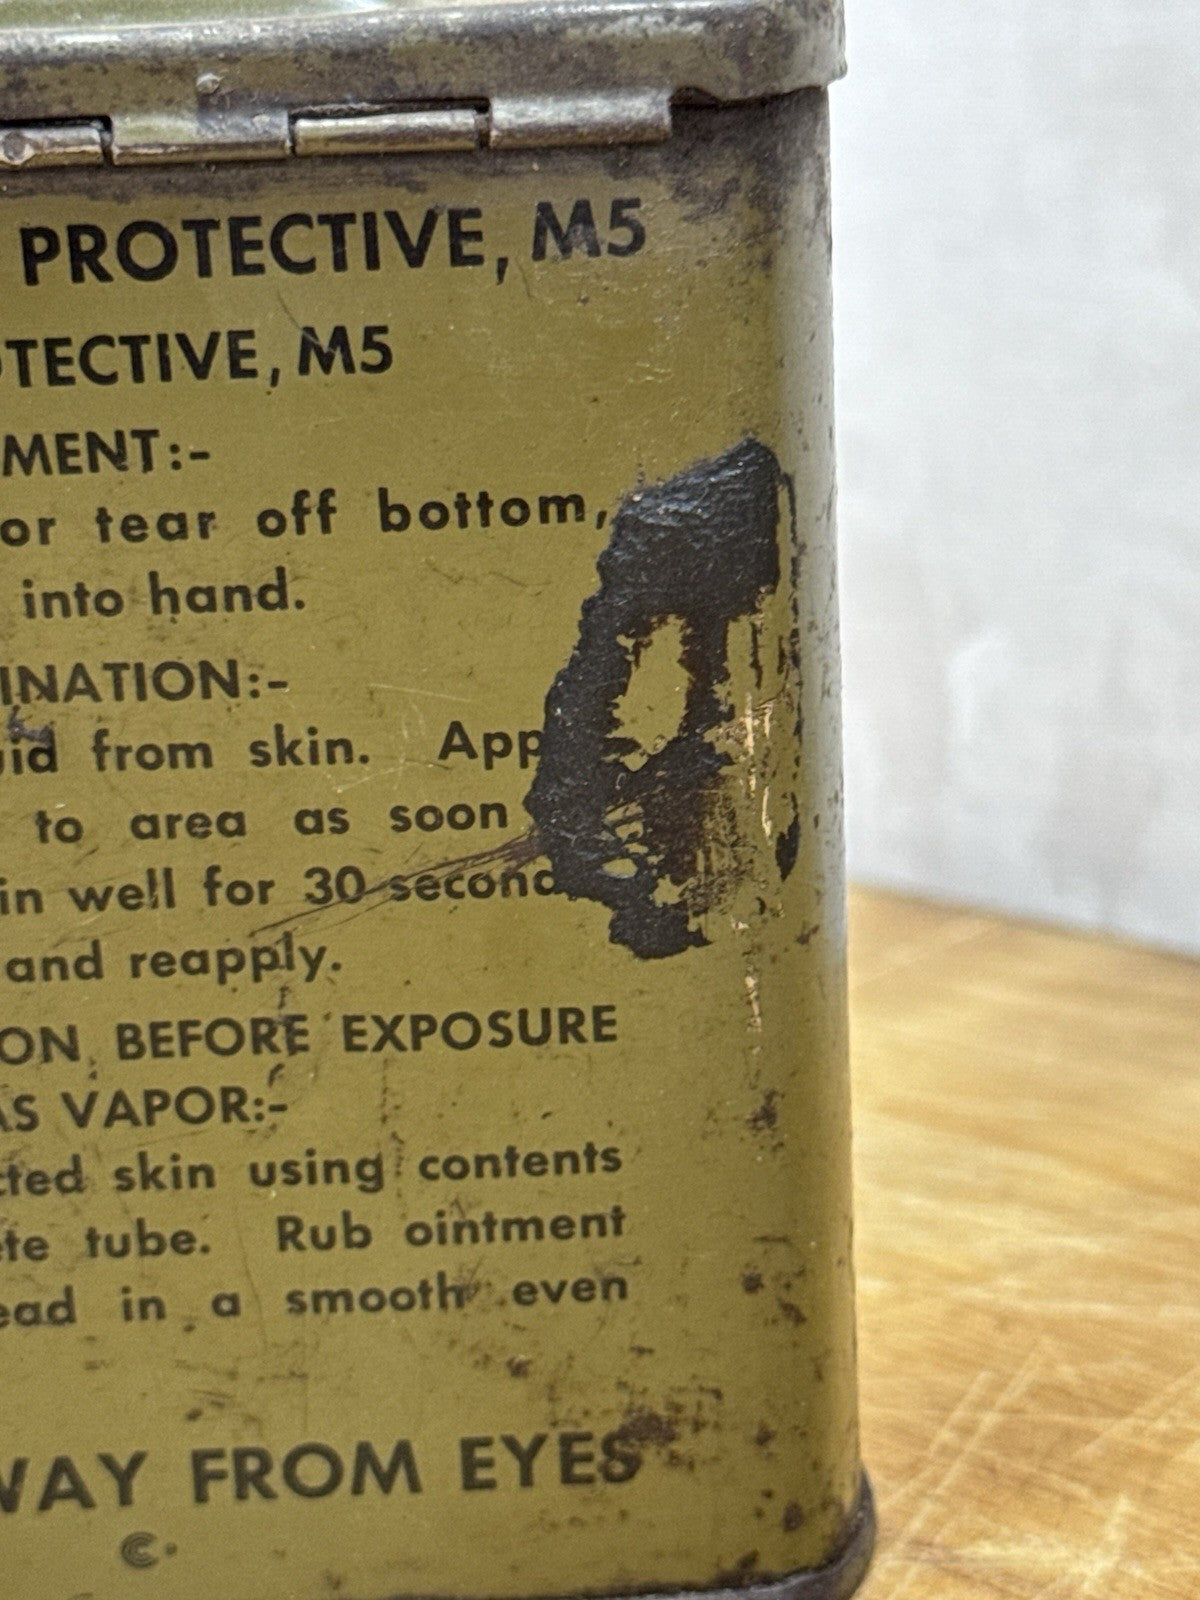 PROTECTIVE, M5
OTECTIVE, M5
MENT:-
or tear off bottom,
into hand.
INATION:-
uid from skin. App
to area as soon
in well for 30 second
and reapply.
ON BEFORE EXPOSURE
AS VAPOR:-
cted skin using contents
ete tube. Rub ointment
ead in a smooth even
WAY FROM EYES